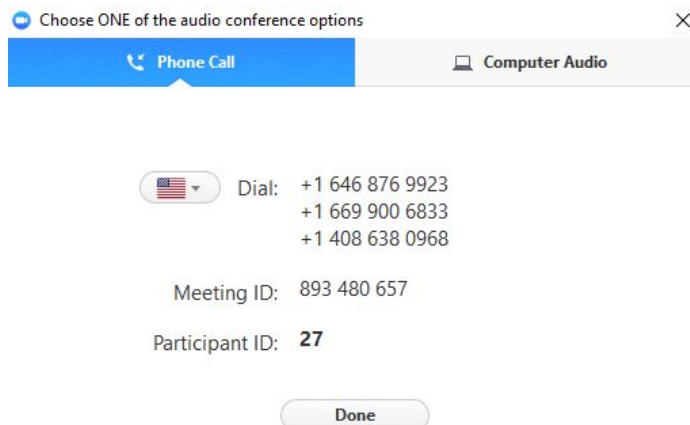 Choose ONE of the audio conference options
Phone Call
Computer Audio
Dial: +1 646 876 9923
+1 669 900 6833
+1 408 638 0968
Meeting ID: 893 480 657
Participant ID: 27
Done